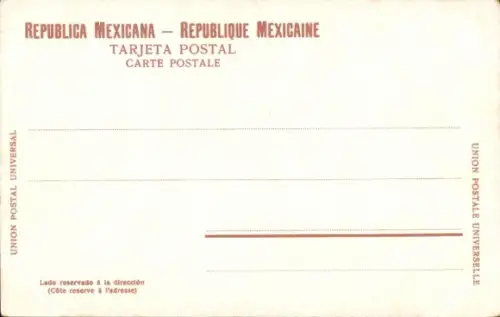 REPUBLICA MEXICANA — REPUBLIQUE MEXICAINE
TARJETA POSTAL
CARTE POSTALE
UNION POSTAL UNIVERSAL
UNION POSTALE UNIVERSELLE
Lado reservado á la dirección
(Côte reserve à l'adresse)